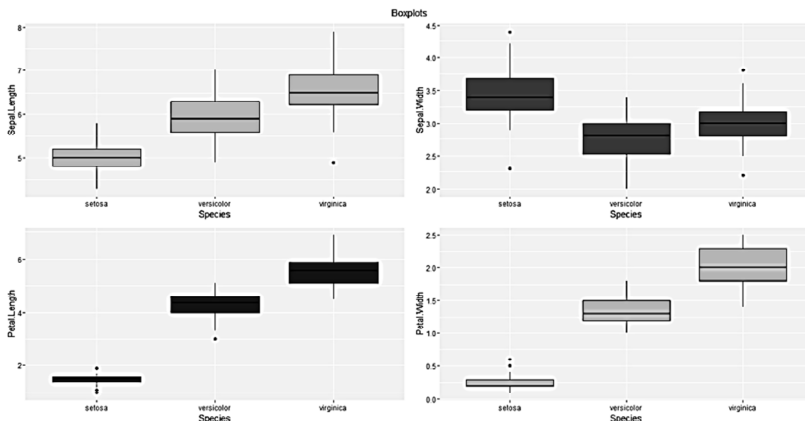 Boxplots
8
7
6
5
Sepal.Length
setosa
versicolor
virginica
Species
4.5
4.0
3.5
3.0
2.5
2.0
Sepal.Width
setosa
versicolor
virginica
Species
6
4
2
Petal.Length
setosa
versicolor
virginica
Species
2.5
2.0
1.5
1.0
0.5
0.0
Petal.Width
setosa
versicolor
virginica
Species